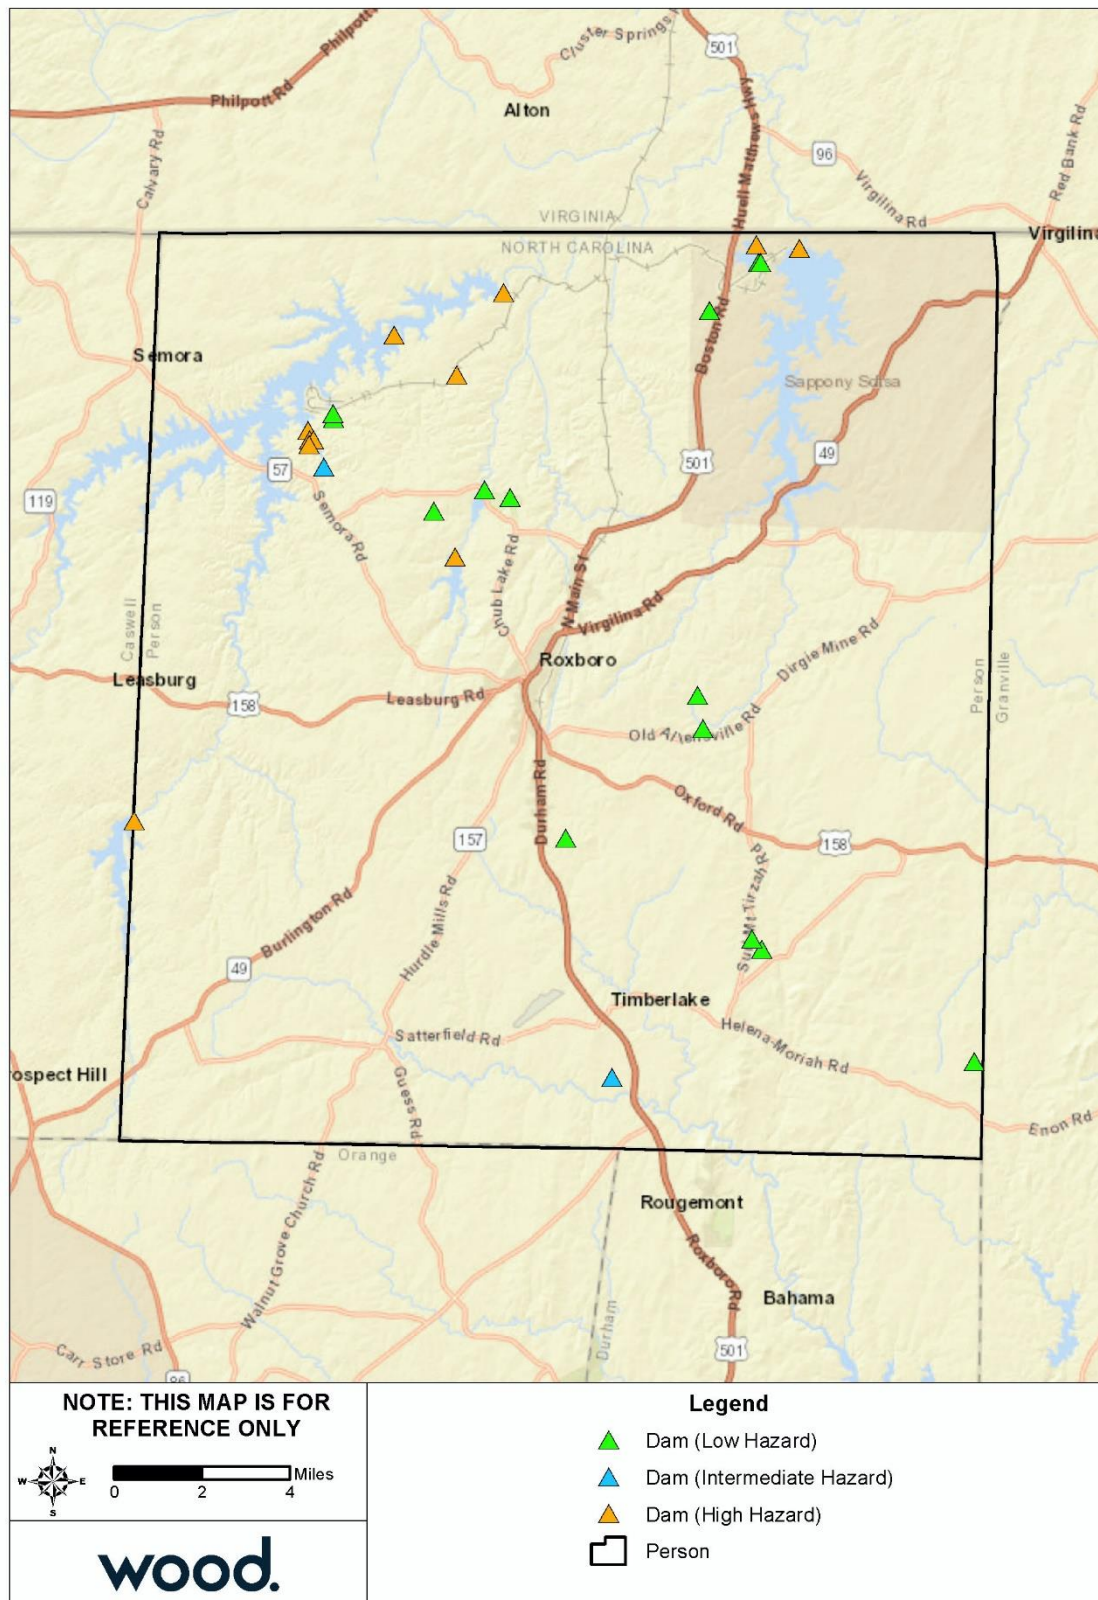 Philpott Rd
Philpott Rd
Cluster Springs
501
Alton
Calvary Rd
Huell Matthews Hwy
96
Virgilina Rd
Red Bank Rd
VIRGINIA
NORTH CAROLINA
Virgilina
Boston Rd
Semora
Sappony Sdtsa
49
501
57
119
Semora Rd
Chub Lake Rd
N Main St
Virgilina Rd
Dirgie Mine Rd
Caswell
Person
Roxboro
Person
Granville
Leasburg
158
Leasburg Rd
Old Allensville Rd
Durham Rd
Oxford Rd
157
158
Hurdle Mills Rd
Burlington Rd
Mt Tirzah Rd
49
Timberlake
Satterfield Rd
Helena-Moriah Rd
rospect Hill
Guess Rd
Enon Rd
Orange
Walnut Grove Church Rd
Rougemont
Roxboro Rd
Bahama
Durham
501
Carr Store Rd
86
NOTE: THIS MAP IS FOR
REFERENCE ONLY
N
W E
S
Miles
0 2 4
wood.
Legend
Dam (Low Hazard)
Dam (Intermediate Hazard)
Dam (High Hazard)
Person